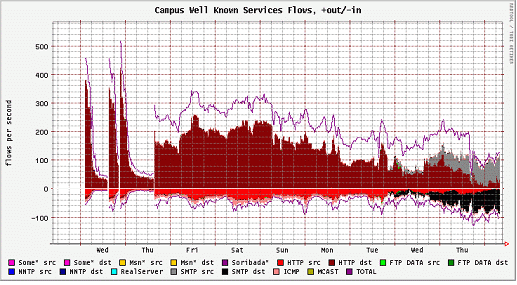 Campus Well Known Services Flows, +out/-in
RRDTOOL / TOBI OETIKER
flows per second
500
400
300
200
100
0
-100
Wed Thu Fri Sat Sun Mon Tue Wed Thu
Some* src Some* dst Msn* src Msn* dst Soribada* HTTP src HTTP dst FTP DATA src FTP DATA dst
NNTP src NNTP dst RealServer SMTP src SMTP dst ICMP MCAST TOTAL